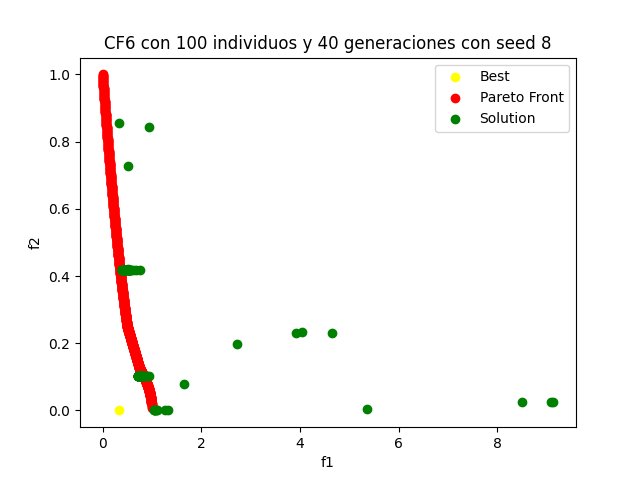 CF6 con 100 individuos y 40 generaciones con seed 8
Best
Pareto Front
Solution
1.0
0.8
0.6
0.4
0.2
0.0
f2
0
2
4
6
8
f1